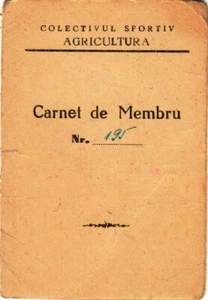 COLECTIVUL SPORTIV
AGRICULTURA
Carnet de Membru
Nr. 195